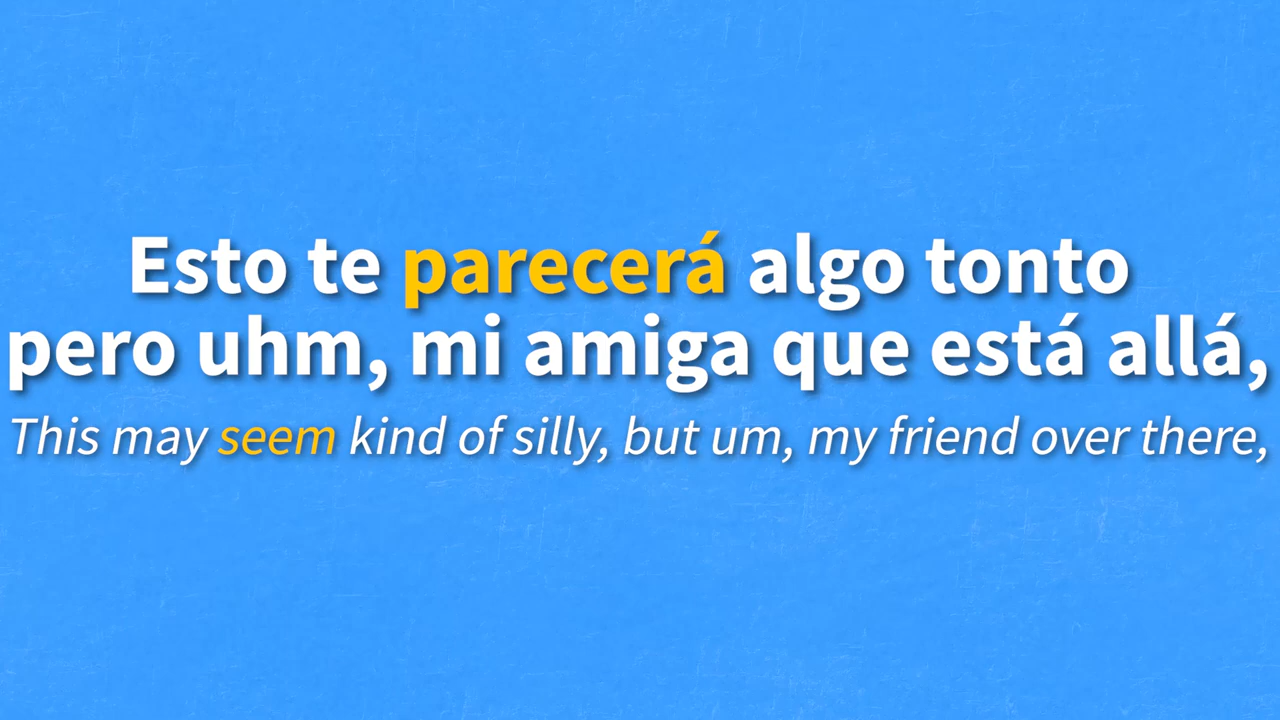 Esto te parecerá algo tonto
pero uhm, mi amiga que está allá,
This may seem kind of silly, but um, my friend over there,